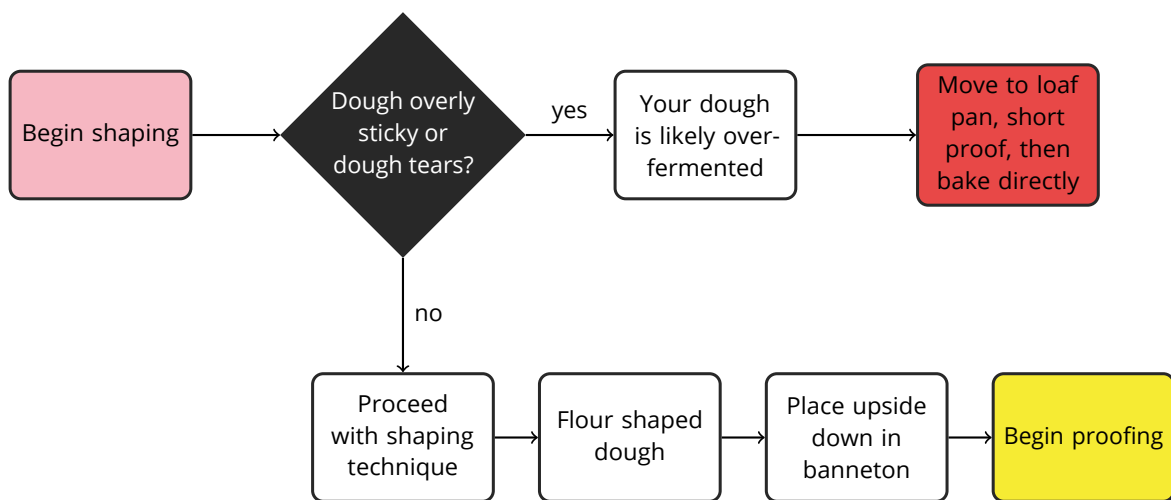 Begin shaping
Dough overly
sticky or
dough tears?
yes
Your dough
is likely over-
fermented
Move to loaf
pan, short
proof, then
bake directly
no
Proceed
with shaping
technique
Flour shaped
dough
Place upside
down in
banneton
Begin proofing